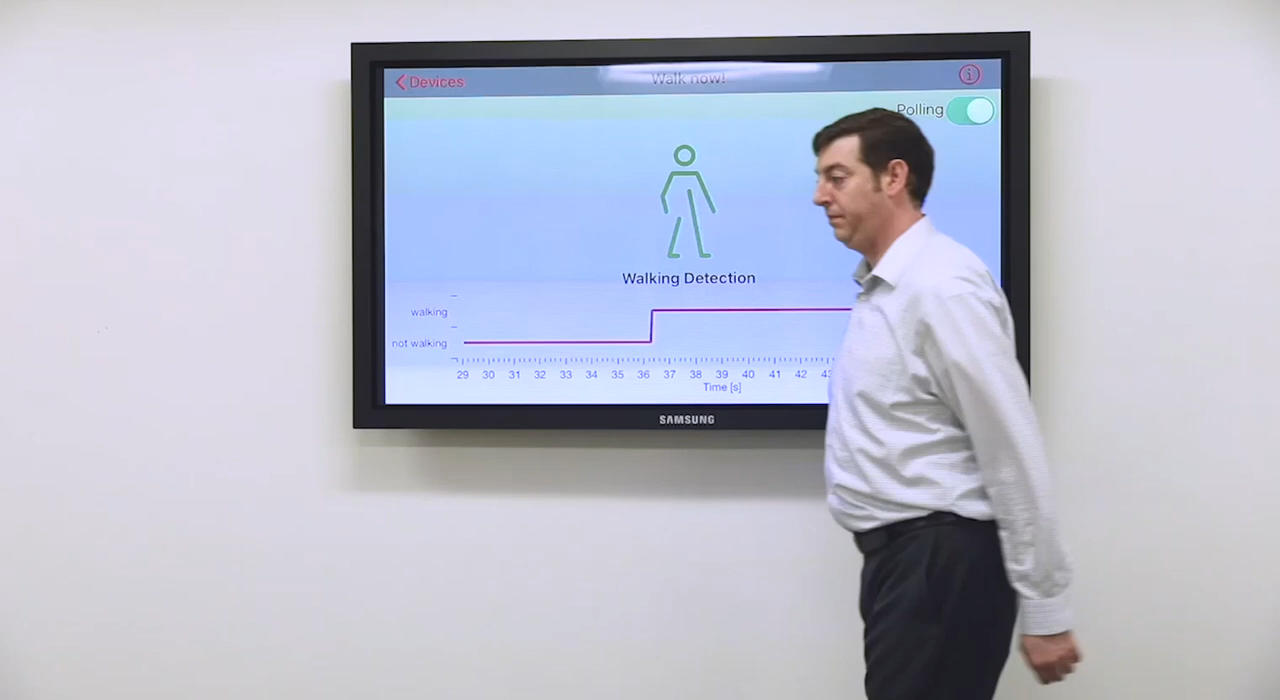 Devices
Walk now!
Polling
Walking Detection
walking
not walking
29 30 31 32 33 34 35 36 37 38 39 40 41 42
Time [s]
SAMSUNG